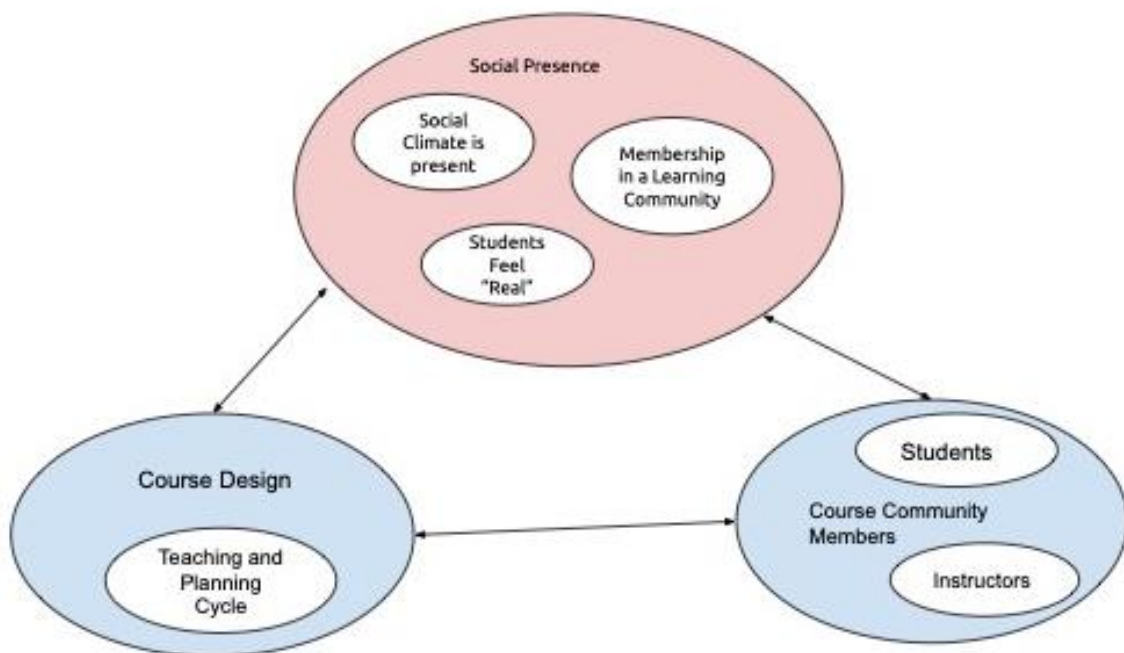 Social Presence
Social
Climate is
present
Membership
in a Learning
Community
Students
Feel
“Real”
Course Design
Teaching and
Planning
Cycle
Students
Course Community
Members
Instructors